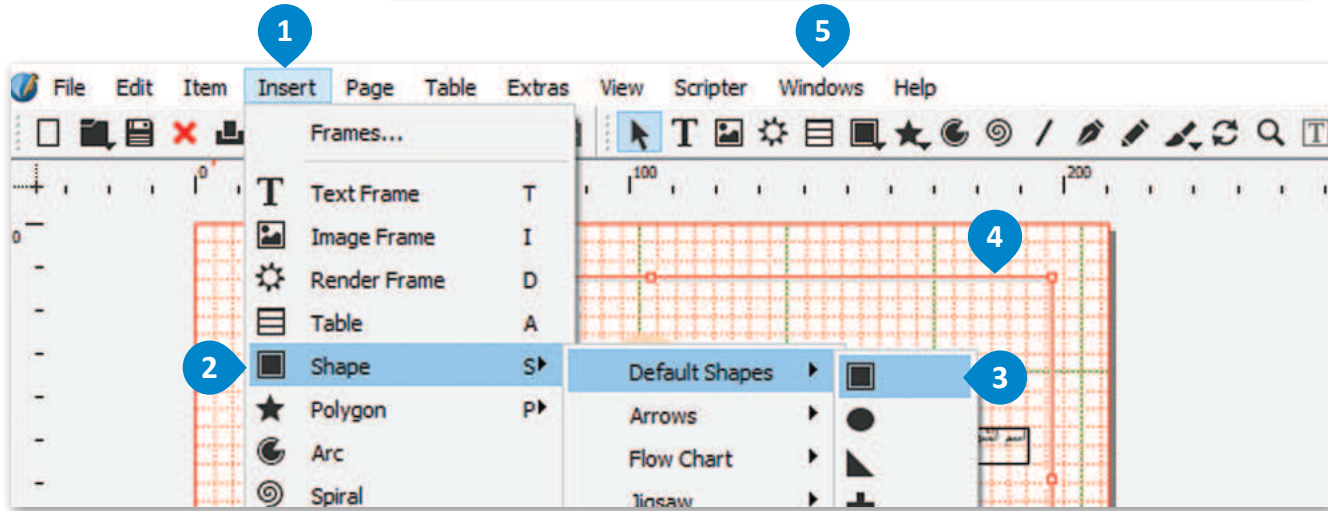 1 5
File Edit Item Insert Page Table Extras View Scripter Windows Help
Frames...
0 100 200
Text Frame T
0
Image Frame I
4
Render Frame D
Table A
2 Shape S
Default Shapes
3
Polygon P
Arrows
Arc
Flow Chart
Spiral
Jigsaw